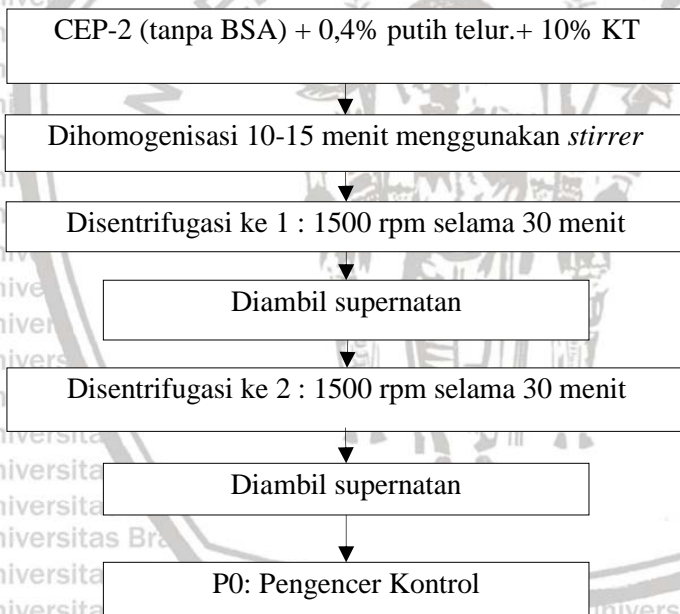 CEP-2 (tanpa BSA) + 0,4% putih telur.+ 10% KT
Dihomogenisasi 10-15 menit menggunakan stirrer
Disentrifugasi ke 1 : 1500 rpm selama 30 menit
Diambil supernatan
Disentrifugasi ke 2 : 1500 rpm selama 30 menit
Diambil supernatan
P0: Pengencer Kontrol